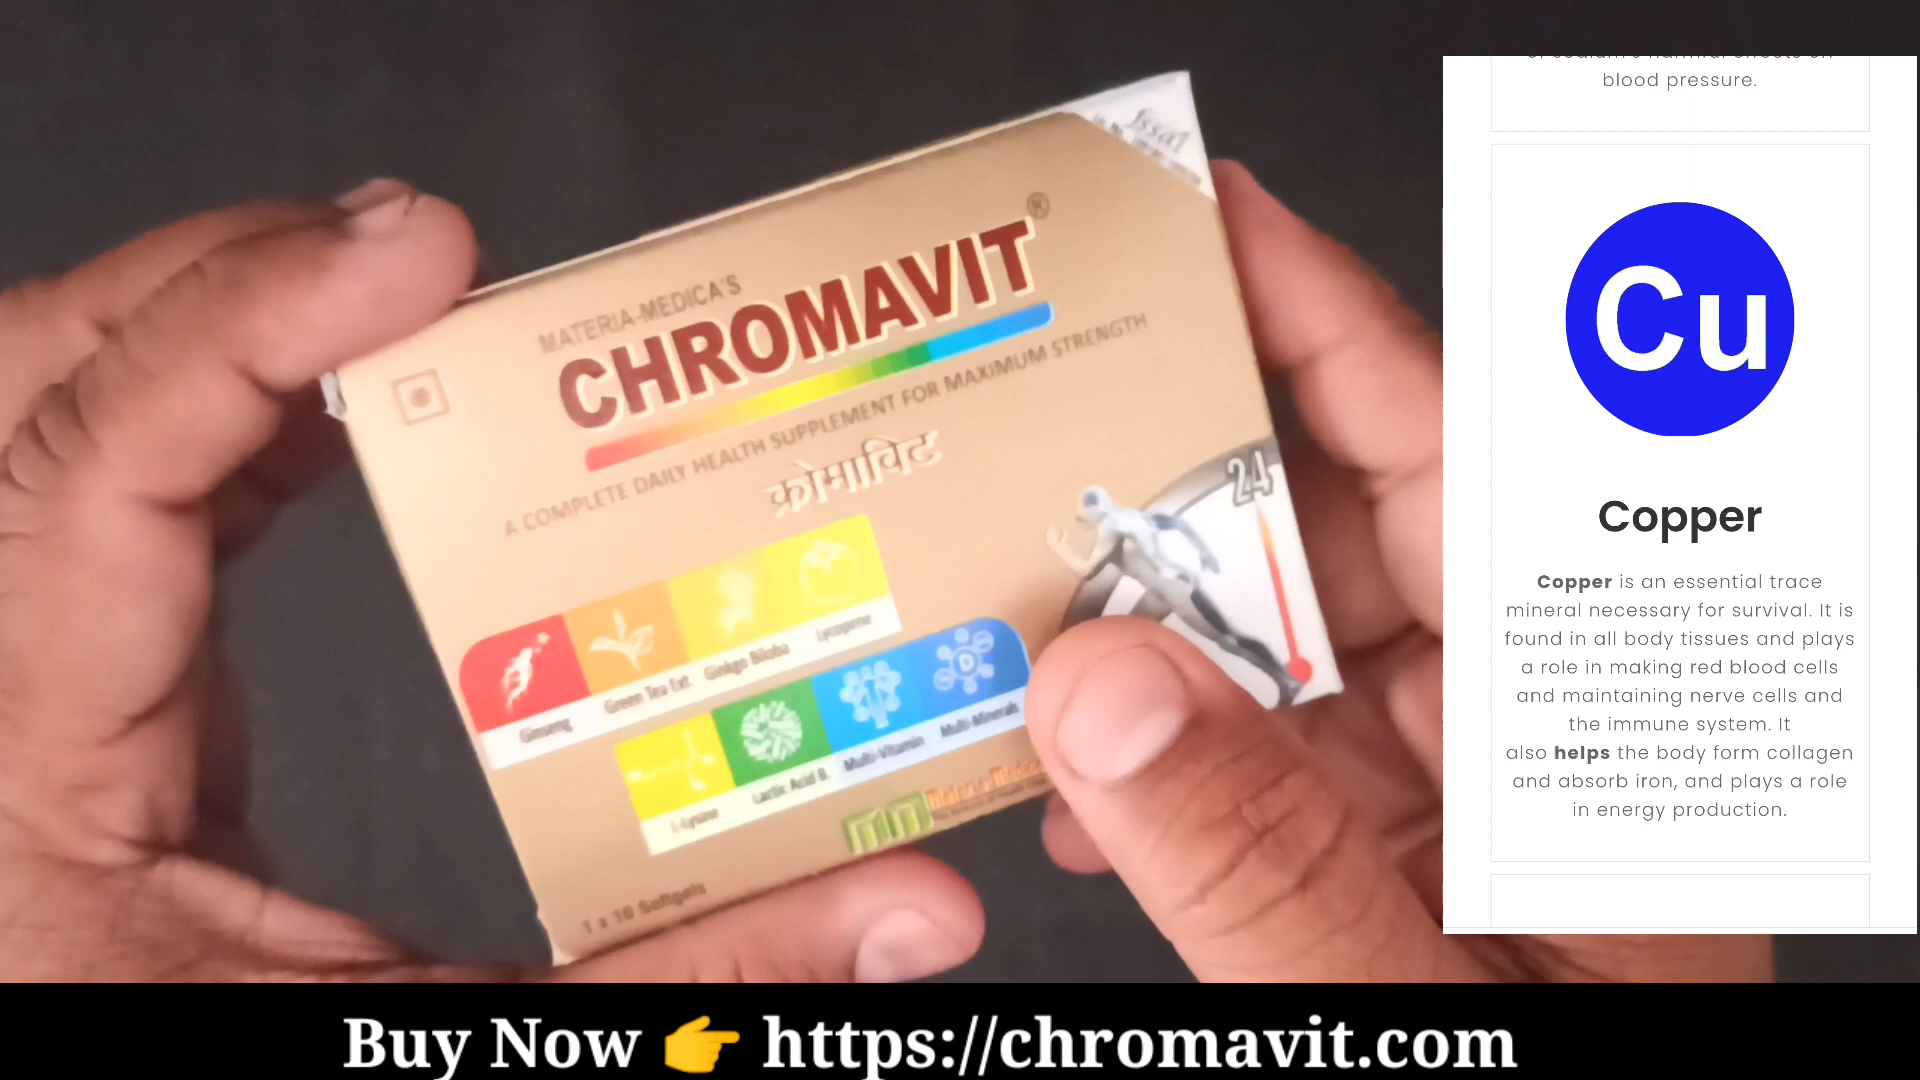 MATERIA-MEDICA'S
CHROMAVIT®
A COMPLETE DAILY HEALTH SUPPLEMENT FOR MAXIMUM STRENGTH
क्रोमाविट
24
Ginseng
Green Tea Ext.
Ginkgo Biloba
Lycopene
L-Lysine
Lactic Acid B.
Multi-Vitamin
Multi-Minerals
1 x 10 Softgels
fssai
blood pressure.
Cu
Copper
Copper is an essential trace
mineral necessary for survival. It is
found in all body tissues and plays
a role in making red blood cells
and maintaining nerve cells and
the immune system. It
also helps the body form collagen
and absorb iron, and plays a role
in energy production.
Buy Now 👉 https://chromavit.com